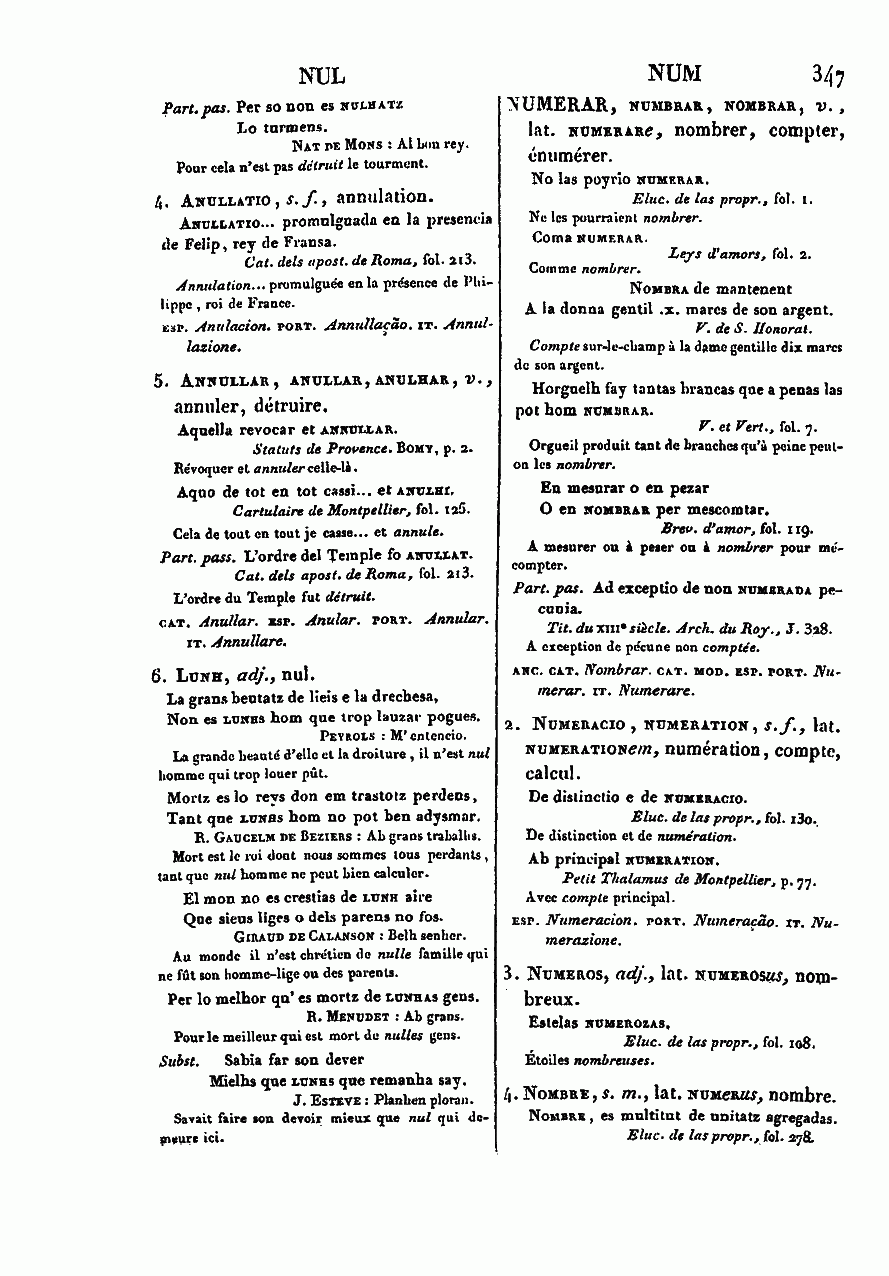 NUL
NUM 347
Part. pas. Per so non es NULHATZ
Lo turmens.
NAT DE MONS : Al bon rey.
Pour cela n'est pas détruit le tourment.
4. ANULLATIO, s. f., annulation.
ANULLATIO... promulguada en la presencia
de Felip, rey de Fransa.
Cat. dels apost. de Roma, fol. 213.
Annulation... promulguée en la présence de Phi-
lippe, roi de France.
ESP. Anulacion. PORT. Annullação. IT. Annul-
lazione.
5. ANNULLAR, ANULLAR, ANULHAR, v.,
annuler, détruire.
Aquella revocar et ANNULLAR.
Statuts de Provence. BOMY, p. 2.
Révoquer et annuler celle-là.
Aquo de tot en tot cassi... et ANULHI.
Cartulaire de Montpellier, fol. 126.
Cela de tout en tout je casse... et annule.
Part. pass. L'ordre del Temple fo ANULLAT.
Cat. dels apost. de Roma, fol. 213.
L'ordre du Temple fut détruit.
CAT. Anullar. ESP. Anular. PORT. Annular.
IT. Annullare.
6. LUNH, adj., nul.
La grans beutatz de lieis e la drechesa,
Non es LUNHS hom que trop lauzar pogues.
PEYROLS : M'entencio.
La grande beauté d'elle et la droiture, il n'est nul
homme qui trop louer pût.
Mortz es lo reys don em trastotz perdens,
Tant que LUNHS hom no pot ben adysmar.
R. GAUCELM DE BEZIERS : Ab grans trabalhs.
Mort est le roi dont nous sommes tous perdants,
tant que nul homme ne peut bien calculer.
El mon no es crestias de LUNH aire
Que sieus liges o dels parens no fos.
GIRAUD DE CALANSON : Belh senher.
Au monde il n'est chrétien de nulle famille qui
ne fût son homme-lige ou des parents.
Per lo melhor qu'es mortz de LUNHAS gens.
R. MENUDET : Ab grans.
Pour le meilleur qui est mort de nulles gens.
Subst. Sabia far son dever
Mielhs que LUNHS que remanha say.
J. ESTEVE : Planhen ploran.
Savait faire son devoir mieux que nul qui de-
meure ici.
NUMERAR, NUMBRAR, NOMBRAR, v.,
lat. NUMERARe, nombrer, compter,
énumérer.
No las poyrio NUMERAR.
Eluc. de las propr., fol. 1.
Ne les pourraient nombrer.
Coma NUMERAR.
Leys d'amors, fol. 2.
Comme nombrer.
NOMBRA de mantenent
A la donna gentil .x. marcs de son argent.
V. de S. Honorat.
Compte sur-le-champ à la dame gentille dix marcs
de son argent.
Horguelh fay tantas brancas que a penas las
pot hom NUMBRAR.
V. et Vert., fol. 7.
Orgueil produit tant de branches qu'à peine peut-
on les nombrer.
En mesurar o en pezar
O en NOMBRAR per mescomtar.
Brev. d'amor, fol. 119.
A mesurer ou à peser ou à nombrer pour mé-
compter.
Part. pas. Ad exceptio de non NUMERADA pe-
cunia.
Tit. du XIIIe siècle. Arch. du Roy., J. 328.
A exception de pécune non comptée.
ANC. CAT. Nombrar. CAT. MOD. ESP. PORT. Nu-
merar. IT. Numerare.
2. NUMERACIO, NUMERATION, s. f., lat.
NUMERATIONem, numération, compte,
calcul.
De distinctio e de NUMERACIO.
Eluc. de las propr., fol. 130.
De distinction et de numération.
Ab principal NUMERATION.
Petit Thalamus de Montpellier, p. 77.
Avec compte principal.
ESP. Numeracion. PORT. Numeração. IT. Nu-
merazione.
3. NUMEROS, adj., lat. NUMEROSus, nom-
breux.
Estelas NUMEROZAS.
Eluc. de las propr., fol. 108.
Étoiles nombreuses.
4. NOMBRE, s. m., lat. NUMerus, nombre.
NOMBRE, es multitut de unitatz agregadas.
Eluc. de las propr., fol. 278.